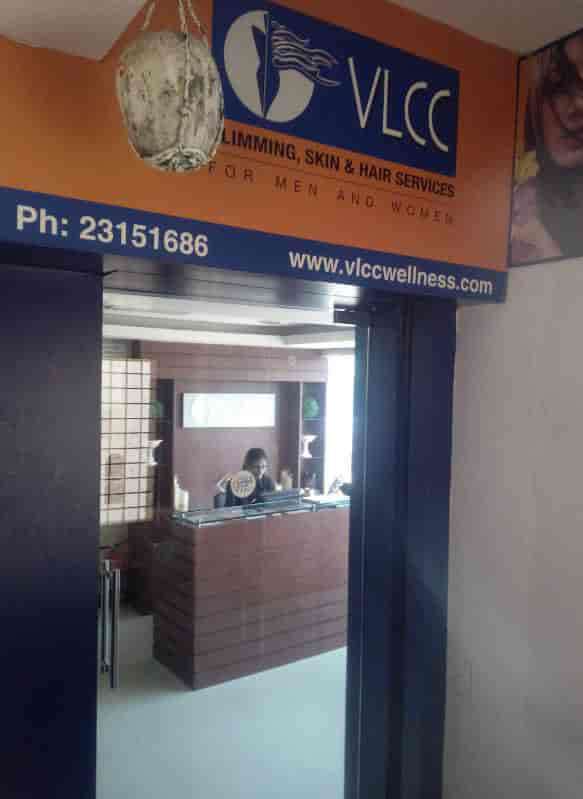 VLCC
LIMMING, SKIN & HAIR SERVICES
FOR MEN AND WOMEN
Ph: 23151686
www.vlccwellness.com